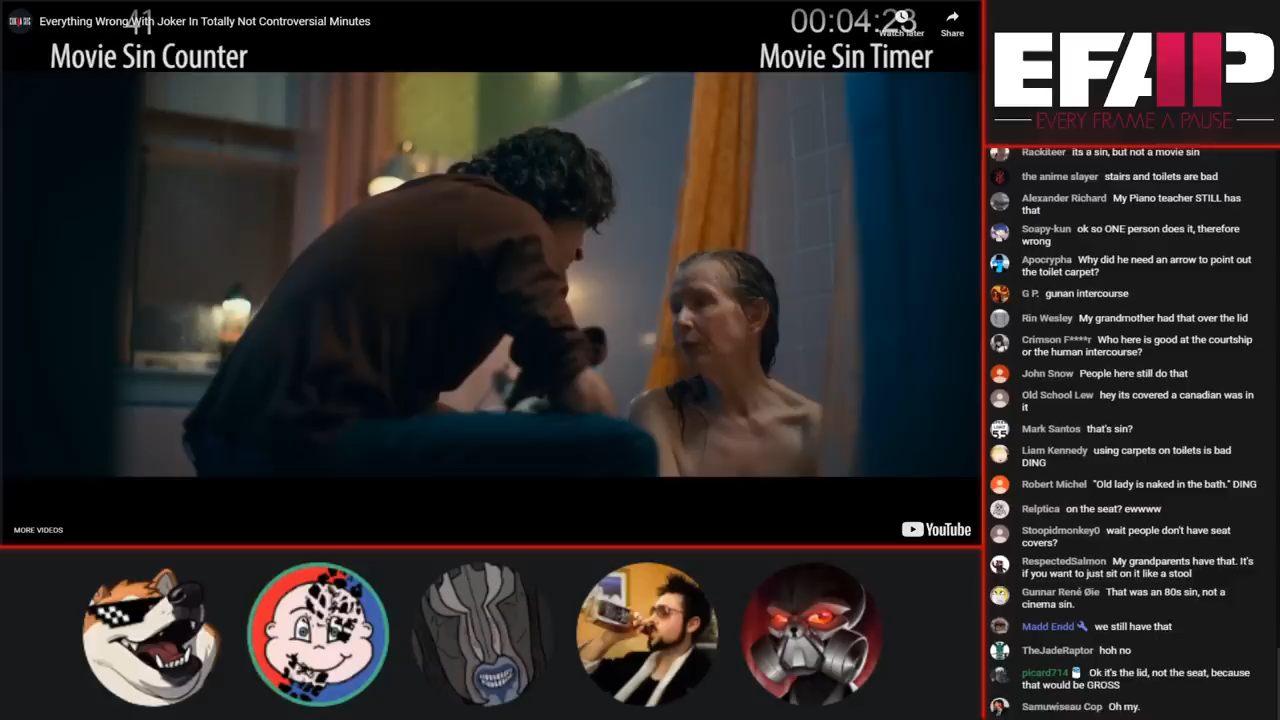 Everything Wrong With Joker In Totally Not Controversial Minutes
41
Movie Sin Counter
00:04:23
Watch later
Share
Movie Sin Timer
MORE VIDEOS
YouTube
EFAP
EVERY FRAME A PAUSE
Rackiteer its a sin, but not a movie sin
the anime slayer stairs and toilets are bad
Alexander Richard My Piano teacher STILL has
that
Soapy-kun ok so ONE person does it, therefore
wrong
Apocrypha Why did he need an arrow to point out
the toilet carpet?
G P. gunan intercourse
Rin Wesley My grandmother had that over the lid
Crimson F****r Who here is good at the courtship
or the human intercourse?
John Snow People here still do that
Old School Lew hey its covered a canadian was in
it
Mark Santos that's sin?
Liam Kennedy using carpets on toilets is bad
DING
Robert Michel "Old lady is naked in the bath." DING
Relptica on the seat? ewwww
Stoopidmonkey0 wait people don't have seat
covers?
RespectedSalmon My grandparents have that. It's
if you want to just sit on it like a stool
Gunnar René Øie That was an 80s sin, not a
cinema sin.
Madd Endd we still have that
TheJadeRaptor hoh no
picard714 Ok it's the lid, not the seat, because
that would be GROSS
Samuwiseau Cop Oh my.